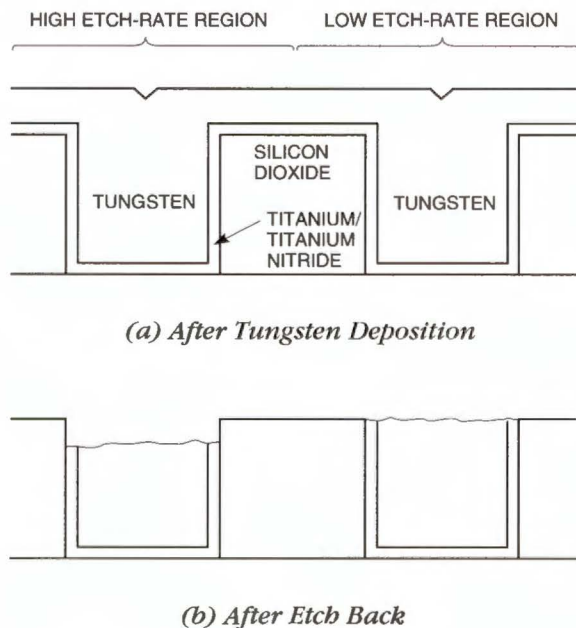 HIGH ETCH-RATE REGION
LOW ETCH-RATE REGION
SILICON
DIOXIDE
TUNGSTEN
TUNGSTEN
TITANIUM/
TITANIUM
NITRIDE
(a) After Tungsten Deposition
(b) After Etch Back